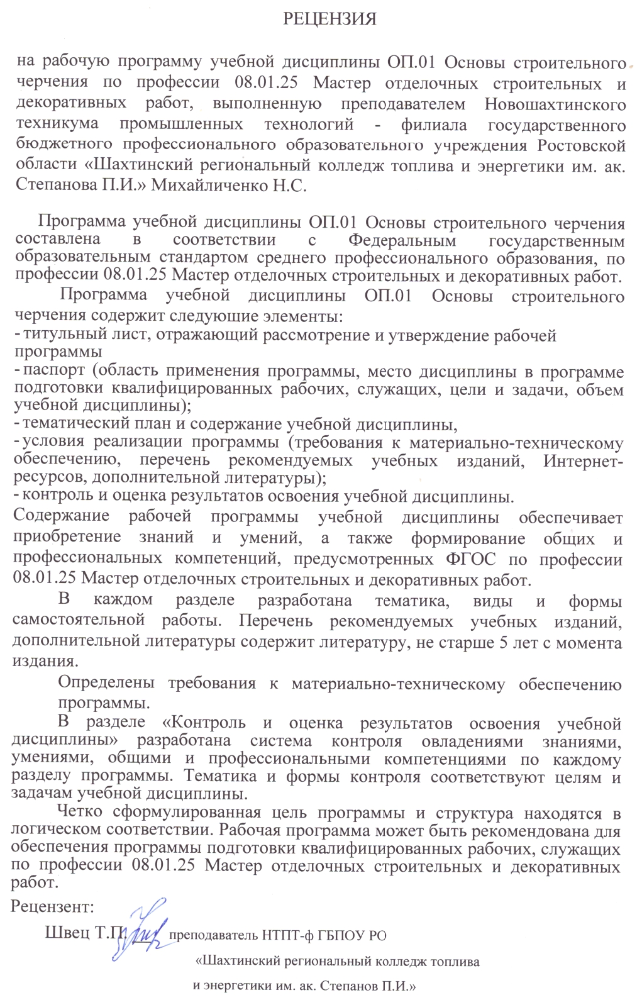 РЕЦЕНЗИЯ
на рабочую программу учебной дисциплины ОП.01 Основы строительного
черчения по профессии 08.01.25 Мастер отделочных строительных и
декоративных работ, выполненную преподавателем Новошахтинского
техникума промышленных технологий - филиала государственного
бюджетного профессионального образовательного учреждения Ростовской
области «Шахтинский региональный колледж топлива и энергетики им. ак.
Степанова П.И.» Михайличенко Н.С.
Программа учебной дисциплины ОП.01 Основы строительного черчения
составлена в соответствии с Федеральным государственным
образовательным стандартом среднего профессионального образования, по
профессии 08.01.25 Мастер отделочных строительных и декоративных работ.
Программа учебной дисциплины ОП.01 Основы строительного
черчения содержит следующие элементы:
- титульный лист, отражающий рассмотрение и утверждение рабочей
программы
- паспорт (область применения программы, место дисциплины в программе
подготовки квалифицированных рабочих, служащих, цели и задачи, объем
учебной дисциплины);
- тематический план и содержание учебной дисциплины,
- условия реализации программы (требования к материально-техническому
обеспечению, перечень рекомендуемых учебных изданий, Интернет-
ресурсов, дополнительной литературы);
- контроль и оценка результатов освоения учебной дисциплины.
Содержание рабочей программы учебной дисциплины обеспечивает
приобретение знаний и умений, а также формирование общих и
профессиональных компетенций, предусмотренных ФГОС по профессии
08.01.25 Мастер отделочных строительных и декоративных работ.
В каждом разделе разработана тематика, виды и формы
самостоятельной работы. Перечень рекомендуемых учебных изданий,
дополнительной литературы содержит литературу, не старше 5 лет с момента
издания.
Определены требования к материально-техническому обеспечению
программы.
В разделе «Контроль и оценка результатов освоения учебной
дисциплины» разработана система контроля овладениями знаниями,
умениями, общими и профессиональными компетенциями по каждому
разделу программы. Тематика и формы контроля соответствуют целям и
задачам учебной дисциплины.
Четко сформулированная цель программы и структура находятся в
логическом соответствии. Рабочая программа может быть рекомендована для
обеспечения программы подготовки квалифицированных рабочих, служащих
по профессии 08.01.25 Мастер отделочных строительных и декоративных
работ.
Рецензент:
Швец Т.П. __ преподаватель НТПТ-ф ГБПОУ РО
«Шахтинский региональный колледж топлива
и энергетики им. ак. Степанов П.И.»